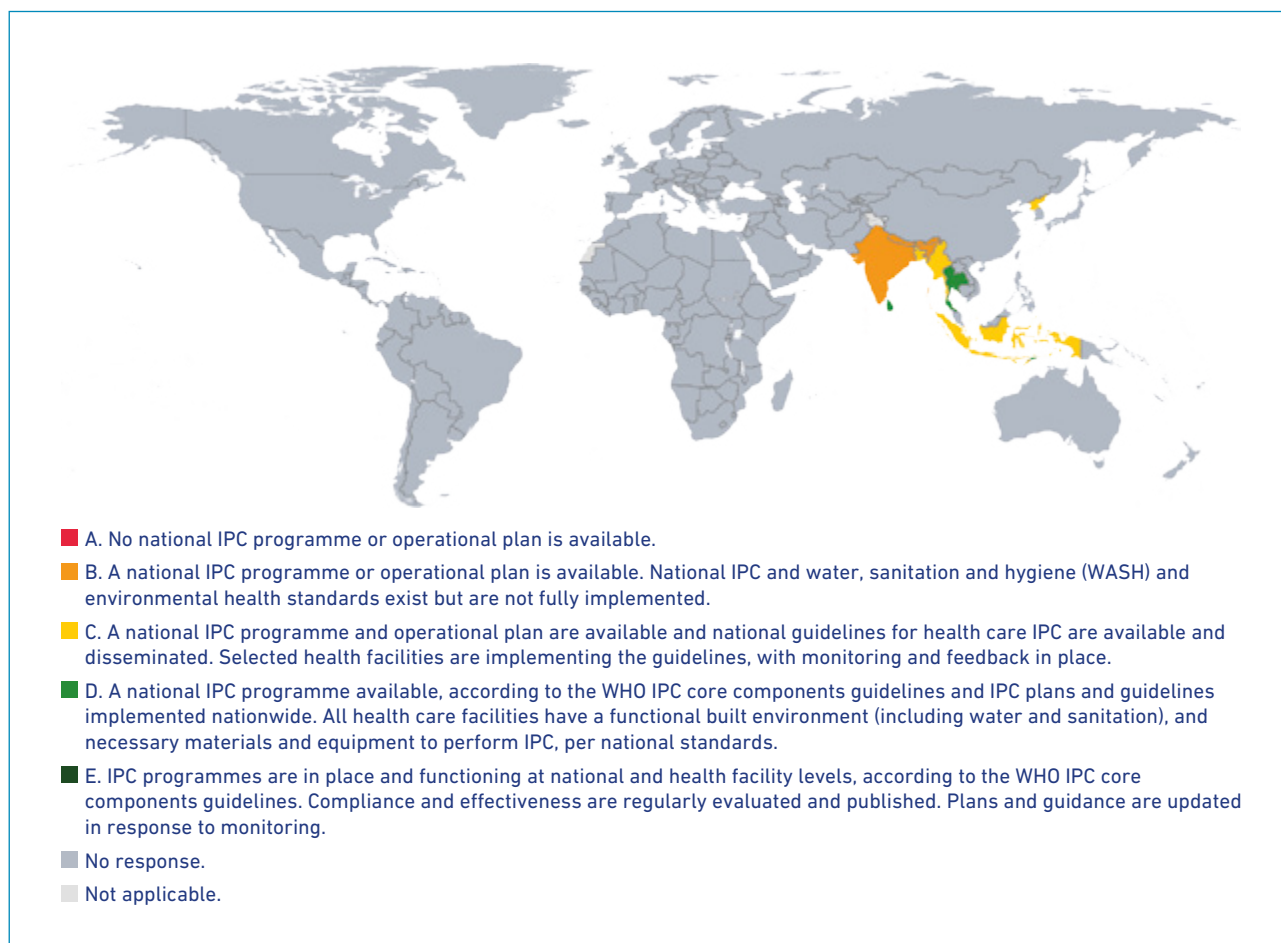 A. No national IPC programme or operational plan is available.
B. A national IPC programme or operational plan is available. National IPC and water, sanitation and hygiene (WASH) and
environmental health standards exist but are not fully implemented.
C. A national IPC programme and operational plan are available and national guidelines for health care IPC are available and
disseminated. Selected health facilities are implementing the guidelines, with monitoring and feedback in place.
D. A national IPC programme available, according to the WHO IPC core components guidelines and IPC plans and guidelines
implemented nationwide. All health care facilities have a functional built environment (including water and sanitation), and
necessary materials and equipment to perform IPC, per national standards.
E. IPC programmes are in place and functioning at national and health facility levels, according to the WHO IPC core
components guidelines. Compliance and effectiveness are regularly evaluated and published. Plans and guidance are updated
in response to monitoring.
No response.
Not applicable.